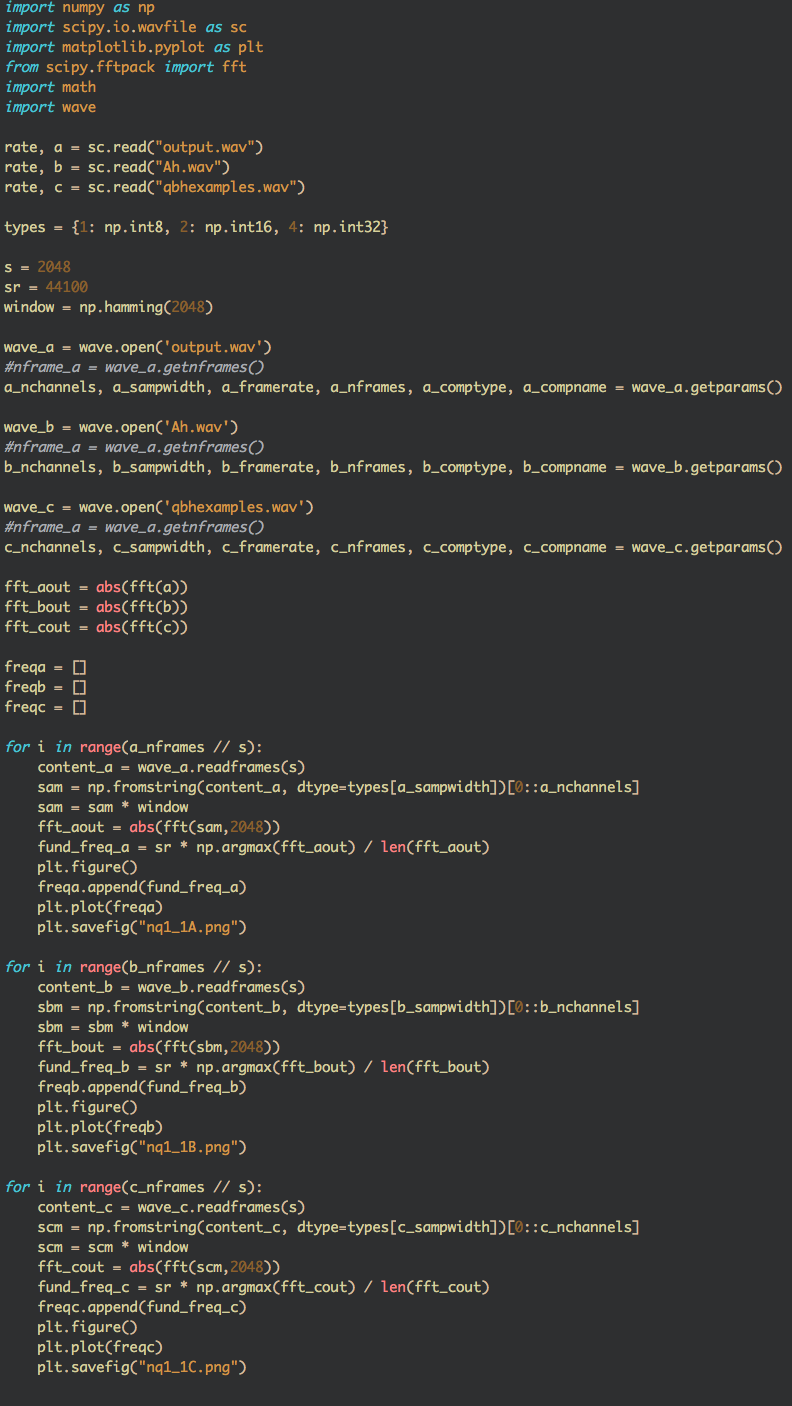 import numpy as np
import scipy.io.wavfile as sc
import matplotlib.pyplot as plt
from scipy.fftpack import fft
import math
import wave

rate, a = sc.read("output.wav")
rate, b = sc.read("Ah.wav")
rate, c = sc.read("qbhexamples.wav")

types = {1: np.int8, 2: np.int16, 4: np.int32}

s = 2048
sr = 44100
window = np.hamming(2048)

wave_a = wave.open('output.wav')
#nframe_a = wave_a.getnframes()
a_nchannels, a_sampwidth, a_framerate, a_nframes, a_comptype, a_compname = wave_a.getparams()

wave_b = wave.open('Ah.wav')
#nframe_a = wave_a.getnframes()
b_nchannels, b_sampwidth, b_framerate, b_nframes, b_comptype, b_compname = wave_b.getparams()

wave_c = wave.open('qbhexamples.wav')
#nframe_a = wave_a.getnframes()
c_nchannels, c_sampwidth, c_framerate, c_nframes, c_comptype, c_compname = wave_c.getparams()

fft_aout = abs(fft(a))
fft_bout = abs(fft(b))
fft_cout = abs(fft(c))

freqa = []
freqb = []
freqc = []

for i in range(a_nframes // s):
    content_a = wave_a.readframes(s)
    sam = np.fromstring(content_a, dtype=types[a_sampwidth])[0::a_nchannels]
    sam = sam * window
    fft_aout = abs(fft(sam,2048))
    fund_freq_a = sr * np.argmax(fft_aout) / len(fft_aout)
    plt.figure()
    freqa.append(fund_freq_a)
    plt.plot(freqa)
    plt.savefig("nq1_1A.png")

for i in range(b_nframes // s):
    content_b = wave_b.readframes(s)
    sbm = np.fromstring(content_b, dtype=types[b_sampwidth])[0::b_nchannels]
    sbm = sbm * window
    fft_bout = abs(fft(sbm,2048))
    fund_freq_b = sr * np.argmax(fft_bout) / len(fft_bout)
    freqb.append(fund_freq_b)
    plt.figure()
    plt.plot(freqb)
    plt.savefig("nq1_1B.png")

for i in range(c_nframes // s):
    content_c = wave_c.readframes(s)
    scm = np.fromstring(content_c, dtype=types[c_sampwidth])[0::c_nchannels]
    scm = scm * window
    fft_cout = abs(fft(scm,2048))
    fund_freq_c = sr * np.argmax(fft_cout) / len(fft_cout)
    freqc.append(fund_freq_c)
    plt.figure()
    plt.plot(freqc)
    plt.savefig("nq1_1C.png")